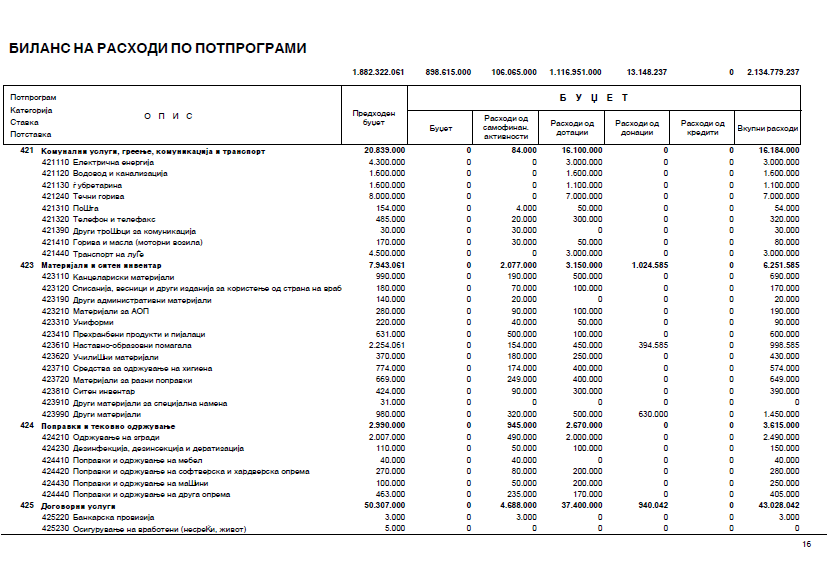 БИЛАНС НА РАСХОДИ ПО ПОТПРОГРАМИ
1.882.322.061 898.615.000 106.065.000 1.116.951.000 13.148.237 0 2.134.779.237
Потпрограм
Категорија
Ставка
Потставка
О П И С
Предходен буџет
Б У Џ Е Т
Буџет
Расходи од самофинан. активности
Расходи од дотации
Расходи од донации
Расходи од кредити
Вкупни расходи
421 Комунални услуги, греење, комуникација и транспорт 20.839.000 0 84.000 16.100.000 0 0 16.184.000
421110 Електрична енергија 4.300.000 0 0 3.000.000 0 0 3.000.000
421120 Водовод и канализација 1.600.000 0 0 1.600.000 0 0 1.600.000
421130 ѓубретарина 1.600.000 0 0 1.100.000 0 0 1.100.000
421240 Течни горива 8.000.000 0 0 7.000.000 0 0 7.000.000
421310 ПоШта 154.000 0 4.000 50.000 0 0 54.000
421320 Телефон и телефакс 485.000 0 20.000 300.000 0 0 320.000
421390 Други троШоци за комуникација 30.000 0 30.000 0 0 0 30.000
421410 Горива и масла (моторни возила) 170.000 0 30.000 50.000 0 0 80.000
421440 Транспорт на луЃе 4.500.000 0 0 3.000.000 0 0 3.000.000
423 Материјали и ситен инвентар 7.943.061 0 2.077.000 3.150.000 1.024.585 0 6.251.585
423110 Канцелариски материјали 990.000 0 190.000 500.000 0 0 690.000
423120 Списанија, весници и други изданија за користење од страна на враб 180.000 0 70.000 100.000 0 0 170.000
423190 Други административни материјали 140.000 0 20.000 0 0 0 20.000
423210 Материјали за АОП 280.000 0 90.000 100.000 0 0 190.000
423310 Униформи 220.000 0 40.000 50.000 0 0 90.000
423410 Прехранбени продукти и пијалаци 631.000 0 500.000 100.000 0 0 600.000
423610 Наставно-образовни помагала 2.254.061 0 154.000 450.000 394.585 0 998.585
423620 УчилиШни материјали 370.000 0 180.000 250.000 0 0 430.000
423710 Средства за одржување на хигиена 774.000 0 174.000 400.000 0 0 574.000
423720 Материјали за разни поправки 669.000 0 249.000 400.000 0 0 649.000
423810 Ситен инвентар 424.000 0 90.000 300.000 0 0 390.000
423910 Други материјали за специјална намена 31.000 0 0 0 0 0 0
423990 Други материјали 980.000 0 320.000 500.000 630.000 0 1.450.000
424 Поправки и тековно одржување 2.990.000 0 945.000 2.670.000 0 0 3.615.000
424210 Одржување на згради 2.007.000 0 490.000 2.000.000 0 0 2.490.000
424230 Дезинфекција, дезинсекција и дератизација 110.000 0 50.000 100.000 0 0 150.000
424410 Поправки и одржување на мебел 40.000 0 40.000 0 0 0 40.000
424420 Поправки и одржување на софтверска и хардверска опрема 270.000 0 80.000 200.000 0 0 280.000
424430 Поправки и одржување на маШини 100.000 0 50.000 200.000 0 0 250.000
424440 Поправки и одржување на друга опрема 463.000 0 235.000 170.000 0 0 405.000
425 Договорни услуги 50.307.000 0 4.688.000 37.400.000 940.042 0 43.028.042
425220 Банкарска провизија 3.000 0 3.000 0 0 0 3.000
425230 Осигурување на вработени (несреЌи, живот) 5.000 0 0 0 0 0 0
16